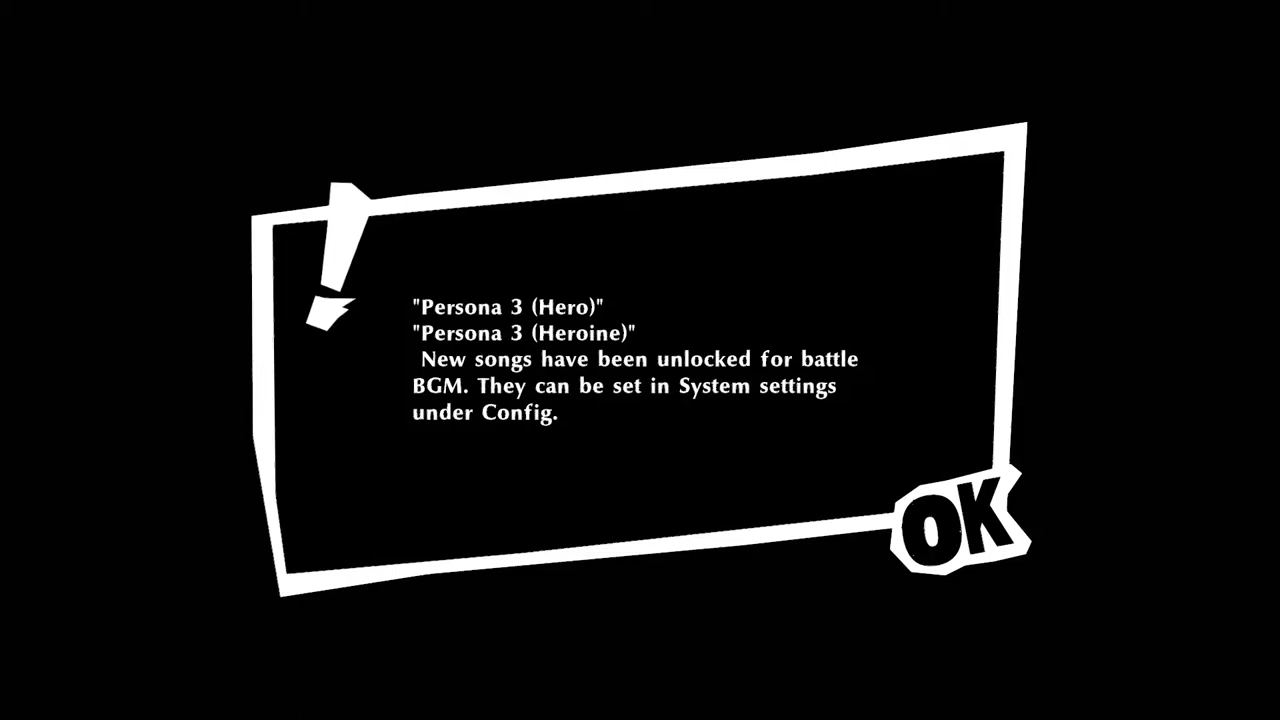 "Persona 3 (Hero)"
"Persona 3 (Heroine)"
New songs have been unlocked for battle
BGM. They can be set in System settings
under Config.
OK